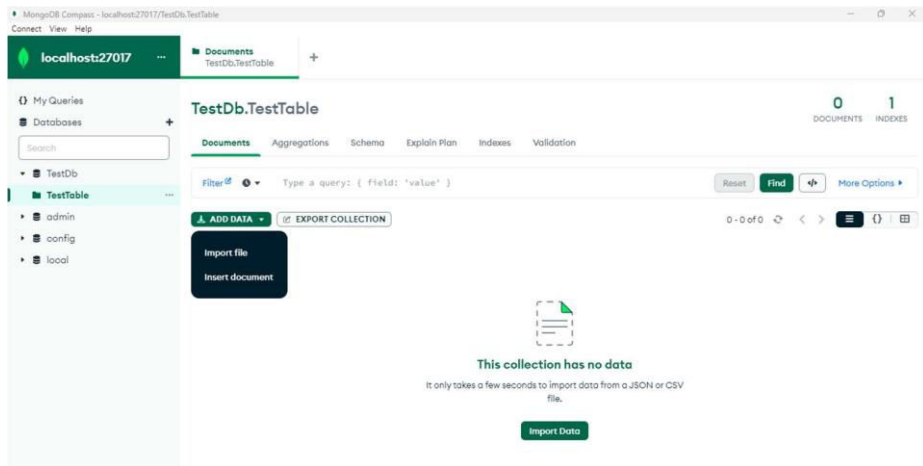 MongoDB Compass - localhost:27017/TestDb.TestTable
Connect View Help
localhost:27017 ...
Documents
TestDb.TestTable
+
{} My Queries
Databases +
Search
TestDb
TestTable ...
admin
config
local
TestDb.TestTable
0 DOCUMENTS
1 INDEXES
Documents Aggregations Schema Explain Plan Indexes Validation
Filter Type a query: { field: 'value' } Reset Find </> More Options
ADD DATA EXPORT COLLECTION 0 - 0 of 0 {}
Import file
Insert document
This collection has no data
It only takes a few seconds to import data from a JSON or CSV
file.
Import Data